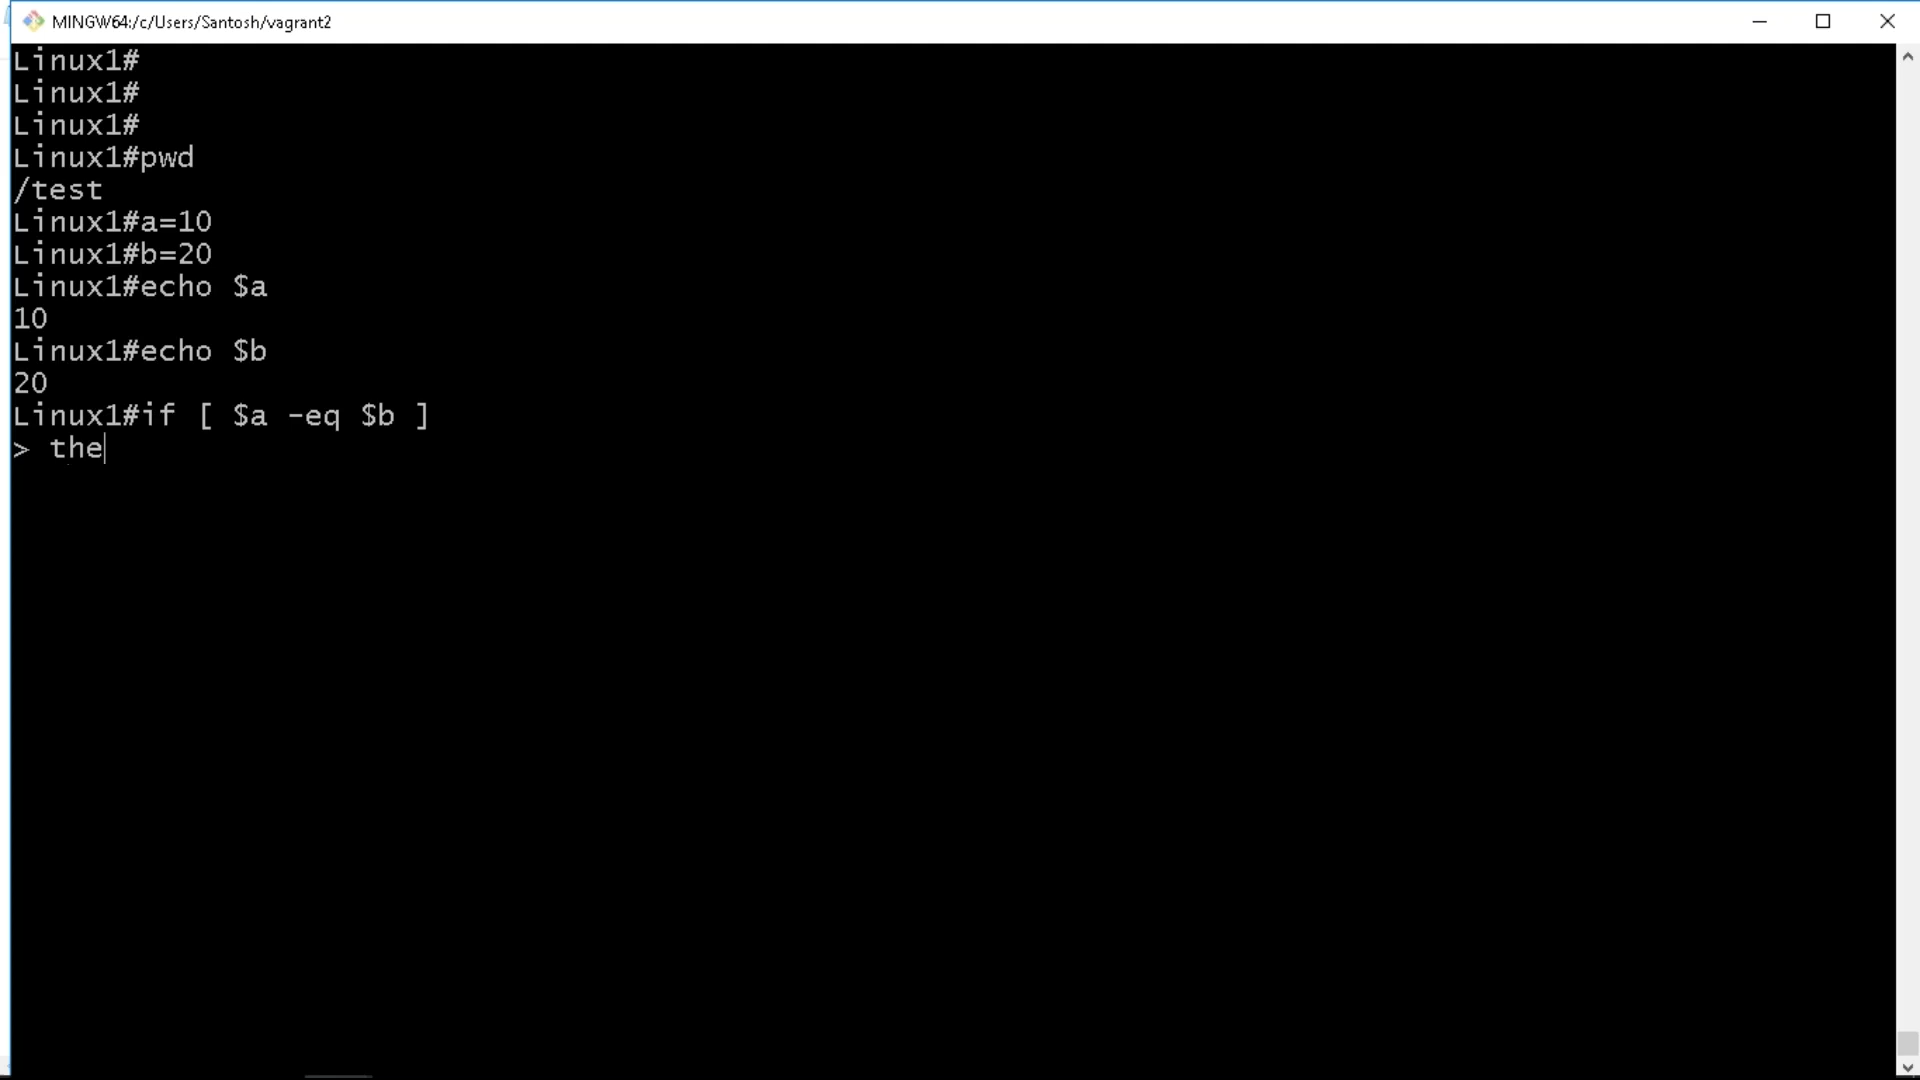 MINGW64:/c/Users/Santosh/vagrant2
Linux1#
Linux1#
Linux1#
Linux1#pwd
/test
Linux1#a=10
Linux1#b=20
Linux1#echo $a
10
Linux1#echo $b
20
Linux1#if [ $a -eq $b ]
> the